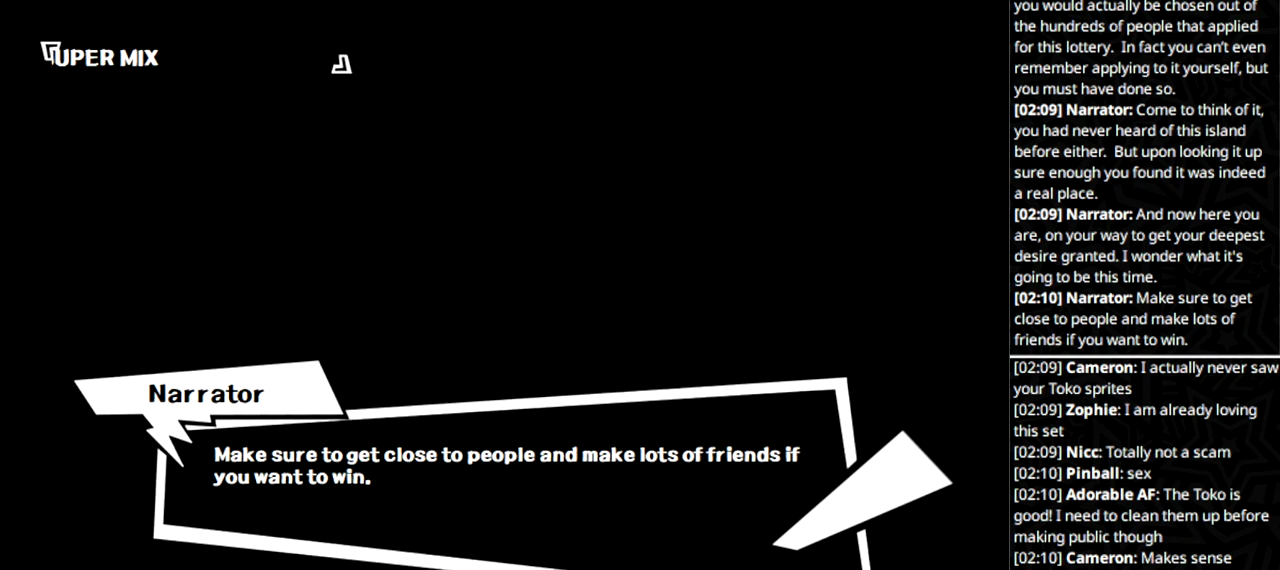 SUPER MIX
Narrator
Make sure to get close to people and make lots of friends if
you want to win.
you would actually be chosen out of
the hundreds of people that applied
for this lottery.  In fact you can't even
remember applying to it yourself, but
you must have done so.
[02:09] Narrator: Come to think of it,
you had never heard of this island
before either.  But upon looking it up
sure enough you found it was indeed
a real place.
[02:09] Narrator: And now here you
are, on your way to get your deepest
desire granted. I wonder what it's
going to be this time.
[02:10] Narrator: Make sure to get
close to people and make lots of
friends if you want to win.
[02:09] Cameron: I actually never saw
your Toko sprites
[02:09] Zophie: I am already loving
this set
[02:09] Nicc: Totally not a scam
[02:10] Pinball: sex
[02:10] Adorable AF: The Toko is
good! I need to clean them up before
making public though
[02:10] Cameron: Makes sense